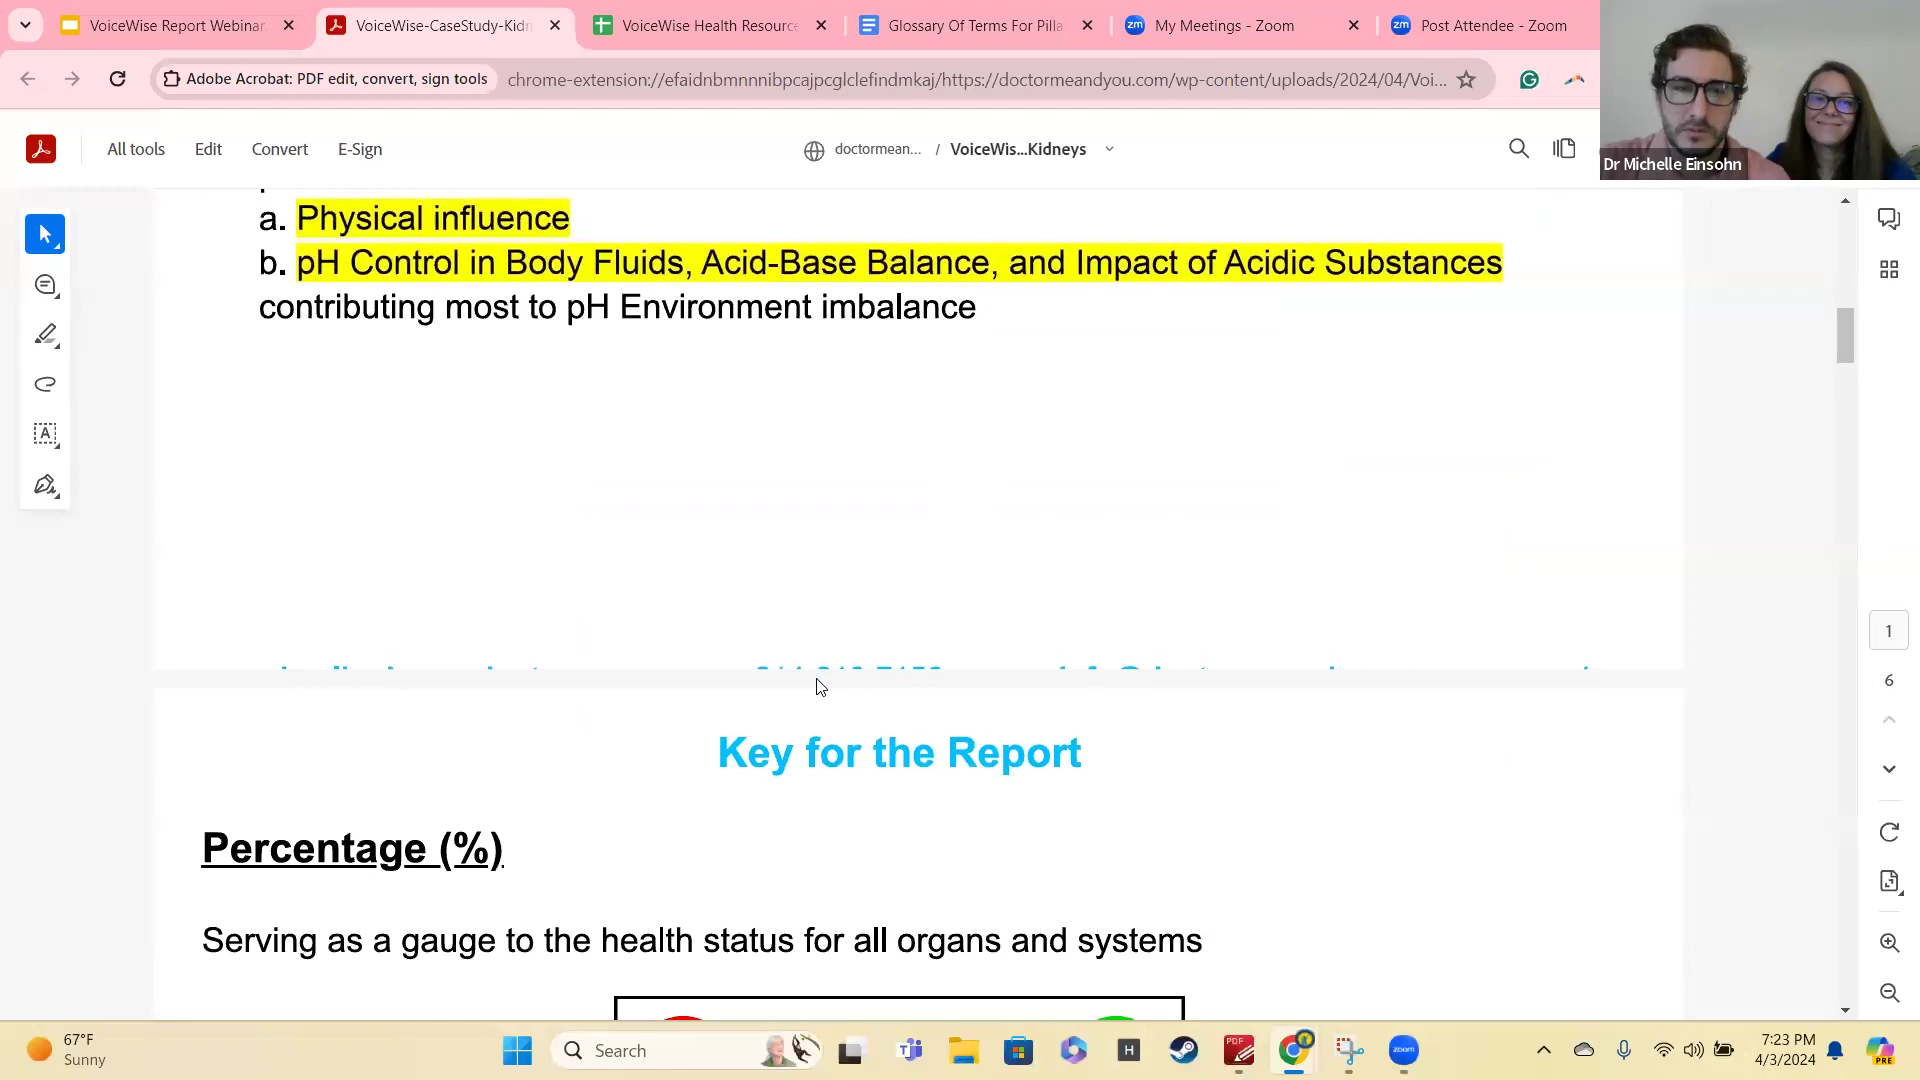 VoiceWise Report Webinar
VoiceWise-CaseStudy-Kidn
VoiceWise Health Resource
Glossary Of Terms For Pilla
My Meetings - Zoom
Post Attendee - Zoom
Adobe Acrobat: PDF edit, convert, sign tools
chrome-extension://efaidnbmnnnibpcajpcglclefindmkaj/https://doctormeandyou.com/wp-content/uploads/2024/04/Voi...
All tools
Edit
Convert
E-Sign
doctormean... / VoiceWis...Kidneys
Dr Michelle Einsohn
a. Physical influence
b. pH Control in Body Fluids, Acid-Base Balance, and Impact of Acidic Substances
contributing most to pH Environment imbalance
1
6
Key for the Report
Percentage (%)
Serving as a gauge to the health status for all organs and systems
67°F
Sunny
Search
7:23 PM
4/3/2024